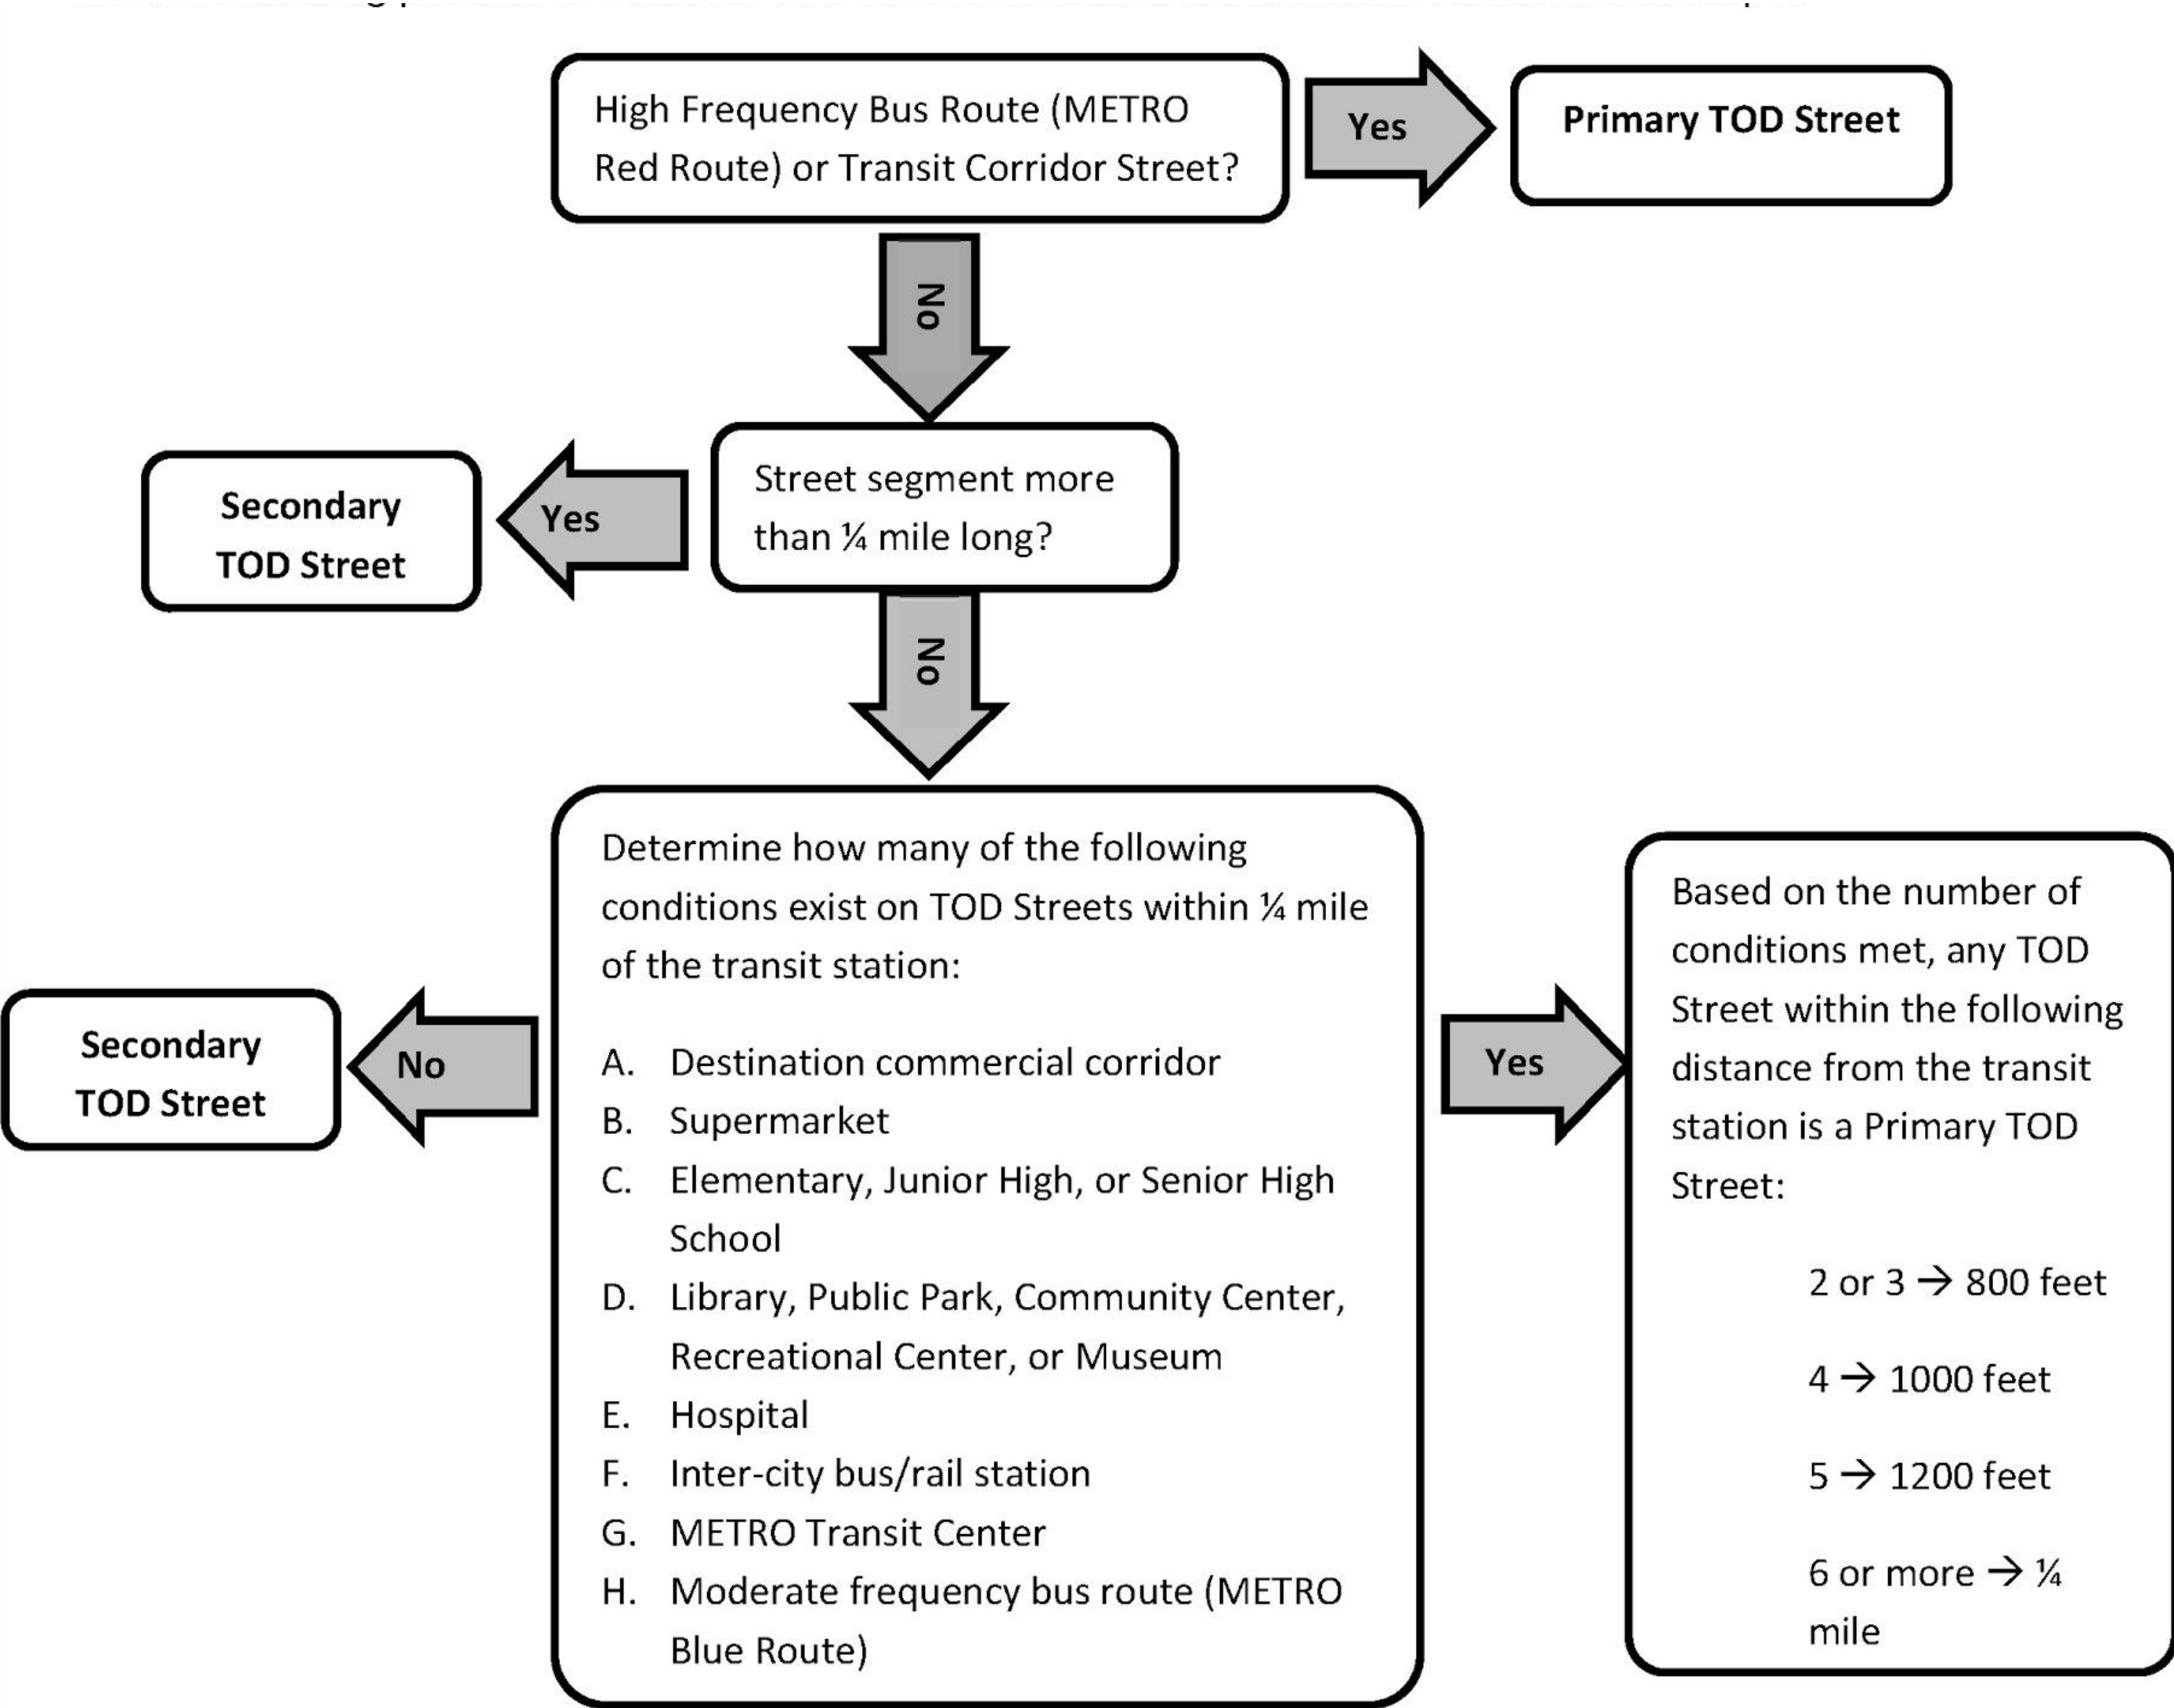 High Frequency Bus Route (METRO
Red Route) or Transit Corridor Street?
Yes
Primary TOD Street
No
Street segment more
than ¼ mile long?
Yes
Secondary
TOD Street
No
Determine how many of the following
conditions exist on TOD Streets within ¼ mile
of the transit station:
A. Destination commercial corridor
B. Supermarket
C. Elementary, Junior High, or Senior High
School
D. Library, Public Park, Community Center,
Recreational Center, or Museum
E. Hospital
F. Inter-city bus/rail station
G. METRO Transit Center
H. Moderate frequency bus route (METRO
Blue Route)
No
Secondary
TOD Street
Yes
Based on the number of
conditions met, any TOD
Street within the following
distance from the transit
station is a Primary TOD
Street:
2 or 3 → 800 feet
4 → 1000 feet
5 → 1200 feet
6 or more → ¼
mile